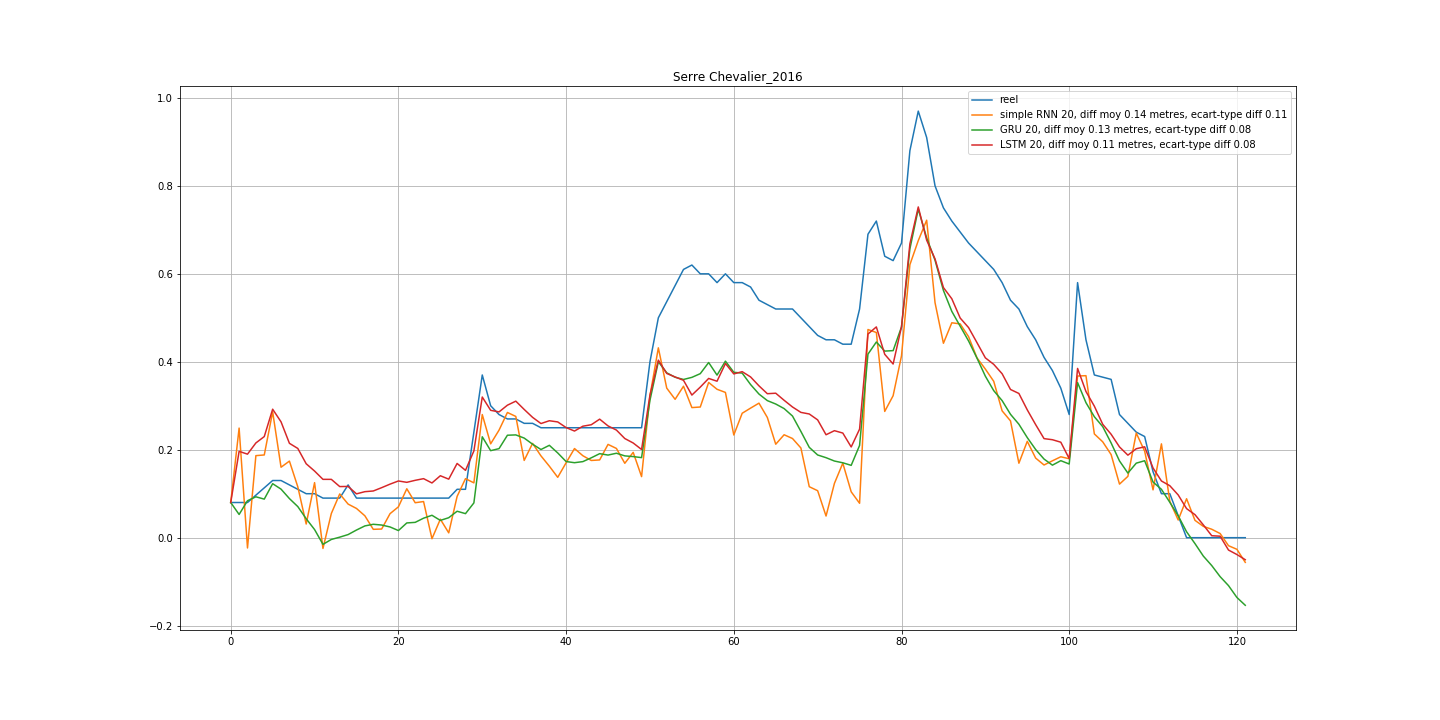 Serre Chevalier_2016
reel
simple RNN 20, diff moy 0.14 metres, ecart-type diff 0.11
GRU 20, diff moy 0.13 metres, ecart-type diff 0.08
LSTM 20, diff moy 0.11 metres, ecart-type diff 0.08
1.0
0.8
0.6
0.4
0.2
0.0
−0.2
0 20 40 60 80 100 120